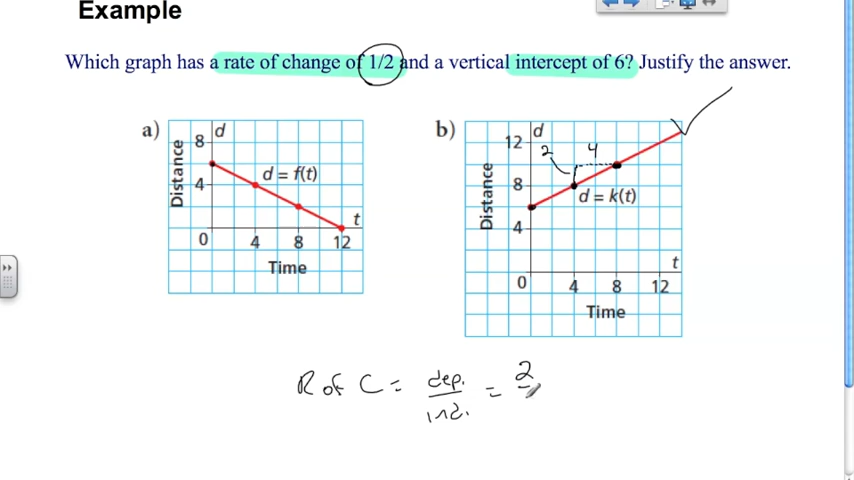 Example
Which graph has a rate of change of 1/2 and a vertical intercept of 6? Justify the answer.
a)
d
8
4
0
4
8
12
t
d = f(t)
Distance
Time
b)
d
12
8
4
0
4
8
12
t
2
4
d = k(t)
Distance
Time
R of C = dep. / ind. = 2